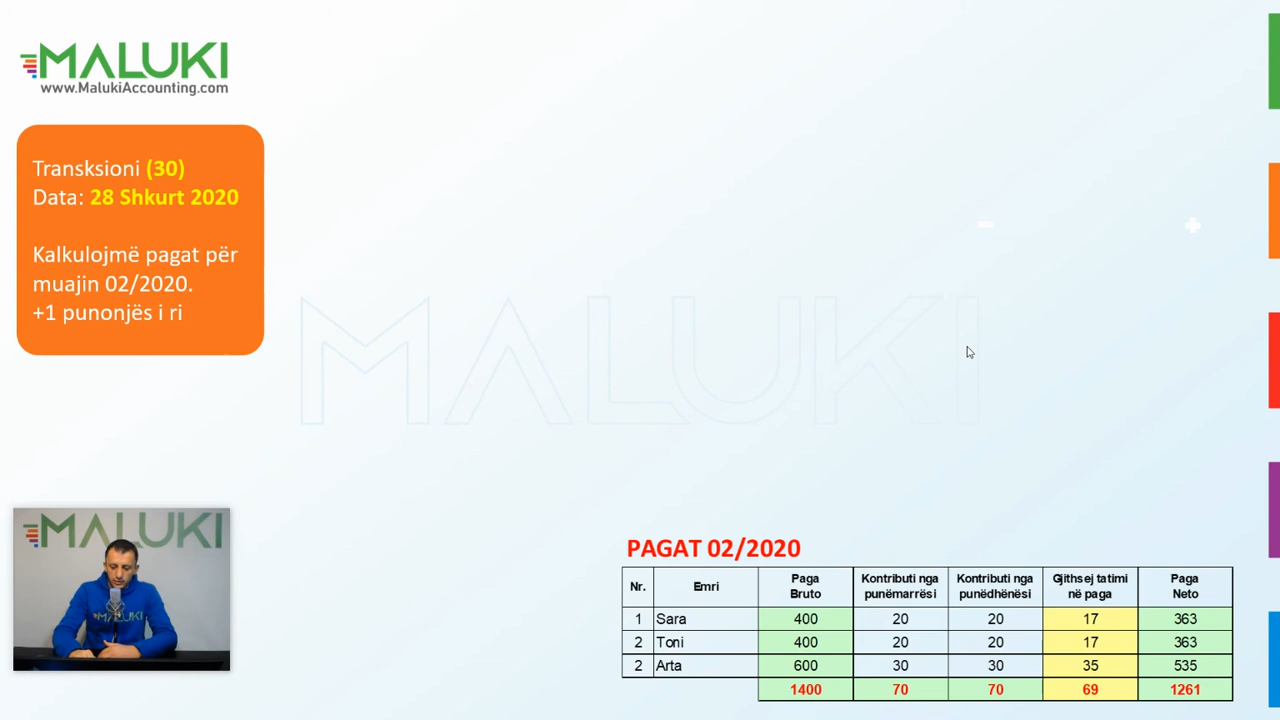 MALUKI
www.MalukiAccounting.com
Transksioni (30)
Data: 28 Shkurt 2020
Kalkulojmë pagat për
muajin 02/2020.
+1 punonjës i ri
- +
MALUKI
MALUKI
MALUKI
PAGAT 02/2020
Nr. Emri Paga Bruto Kontributi nga punëmarrësi Kontributi nga punëdhënësi Gjithsej tatimi në paga Paga Neto
1 Sara 400 20 20 17 363
2 Toni 400 20 20 17 363
2 Arta 600 30 30 35 535
1400 70 70 69 1261